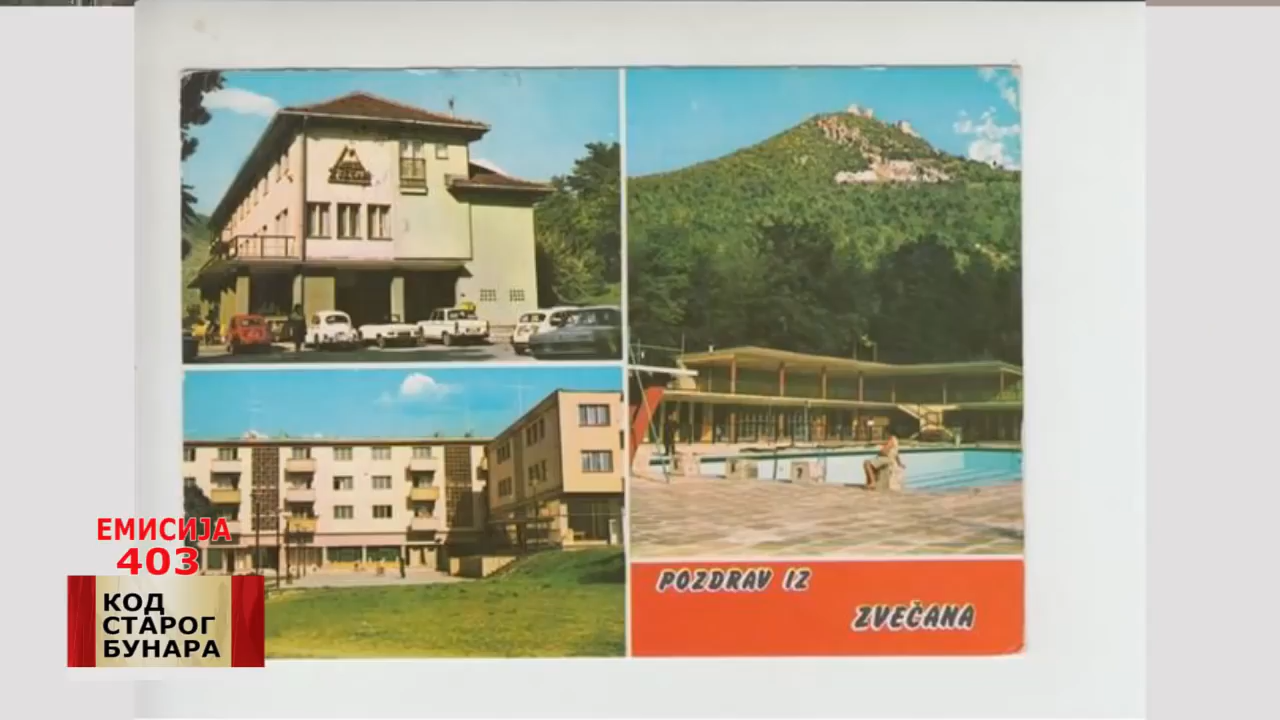 POZDRAV IZ
ZVEČANA
ЕМИСИЈА
403
КОД
СТАРОГ
БУНАРА